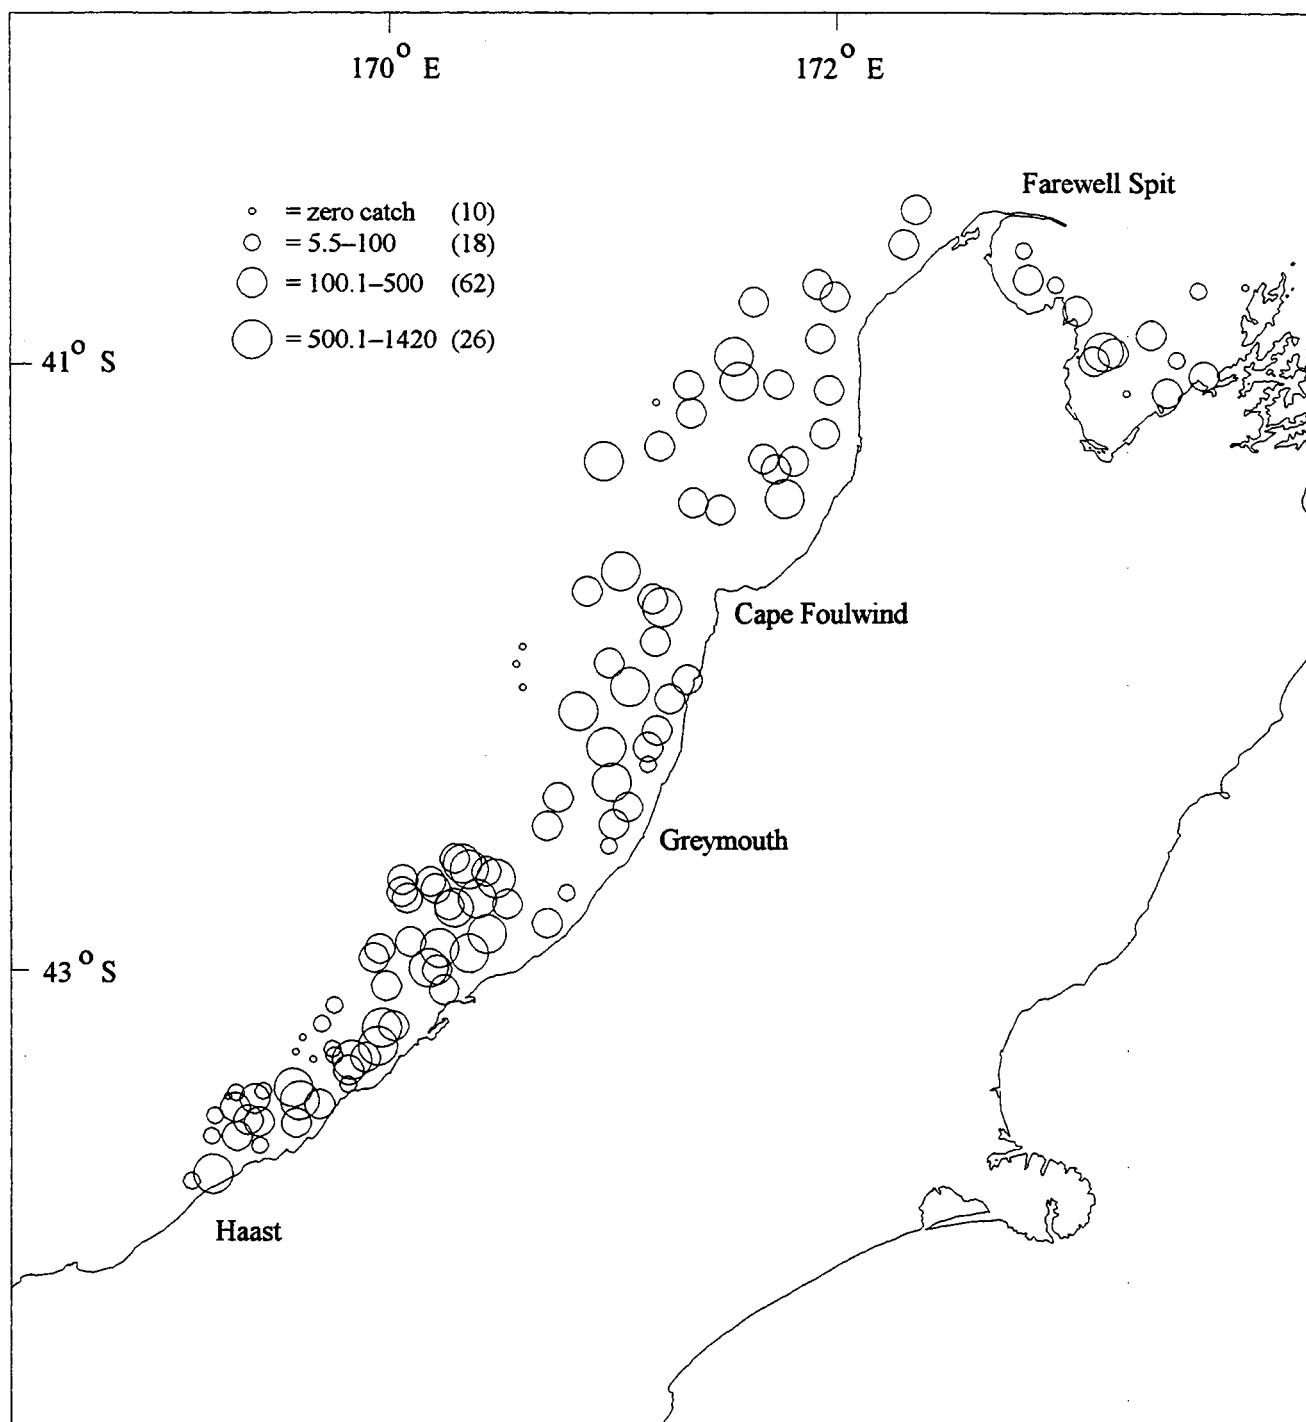 170° E
172° E
Farewell Spit
= zero catch (10)
= 5.5–100 (18)
= 100.1–500 (62)
= 500.1–1420 (26)
41° S
Cape Foulwind
Greymouth
43° S
Haast